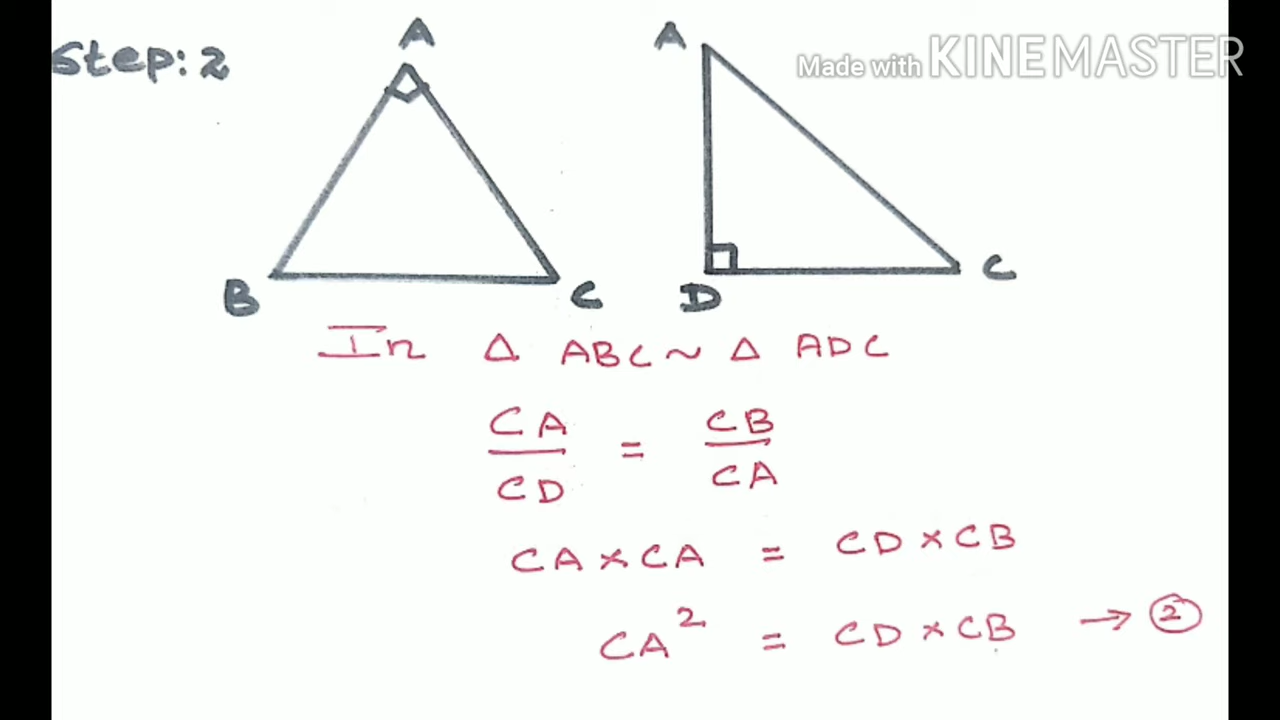 Step: 2
Made with KINEMASTER
A
A
B
C
D
C
In Δ ABC ~ Δ ADC
CA/CD = CB/CA
CA × CA = CD × CB
CA² = CD × CB → ②